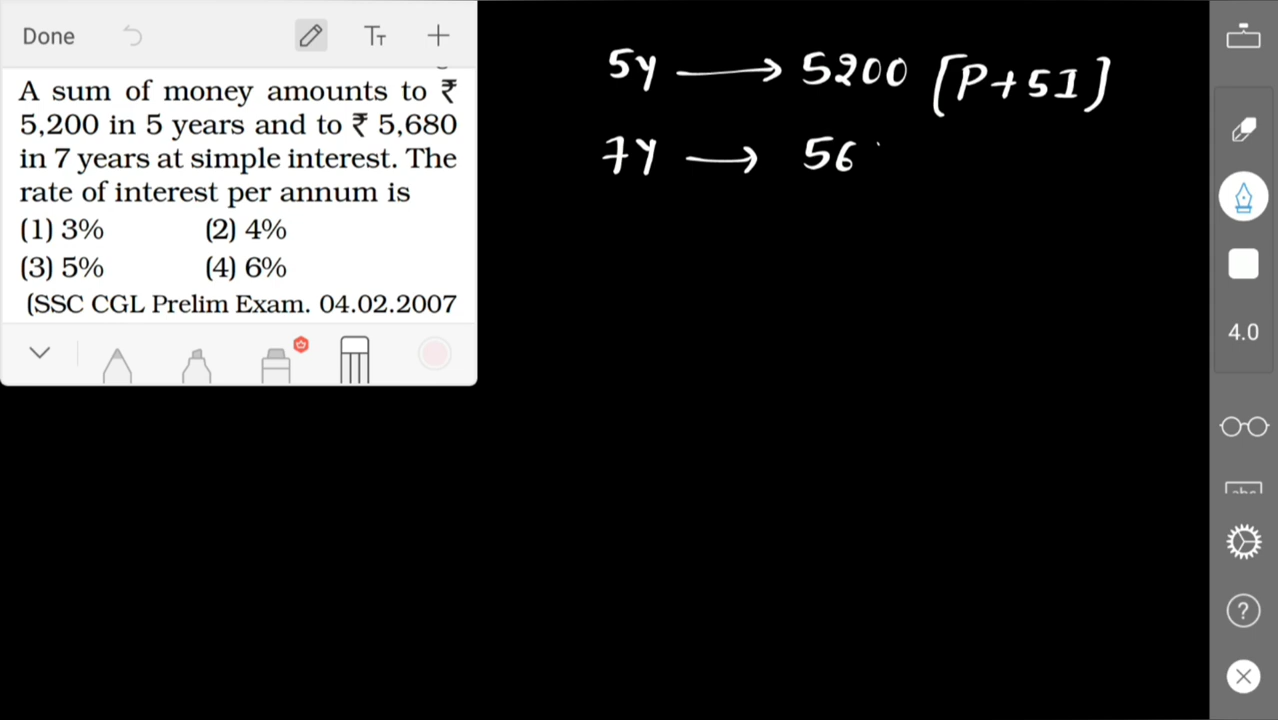 Done
TT
A sum of money amounts to ₹
5,200 in 5 years and to ₹ 5,680
in 7 years at simple interest. The
rate of interest per annum is
(1) 3% (2) 4%
(3) 5% (4) 6%
(SSC CGL Prelim Exam. 04.02.2007
5y → 5200 [P+5I]
7y → 56
4.0
abc
?